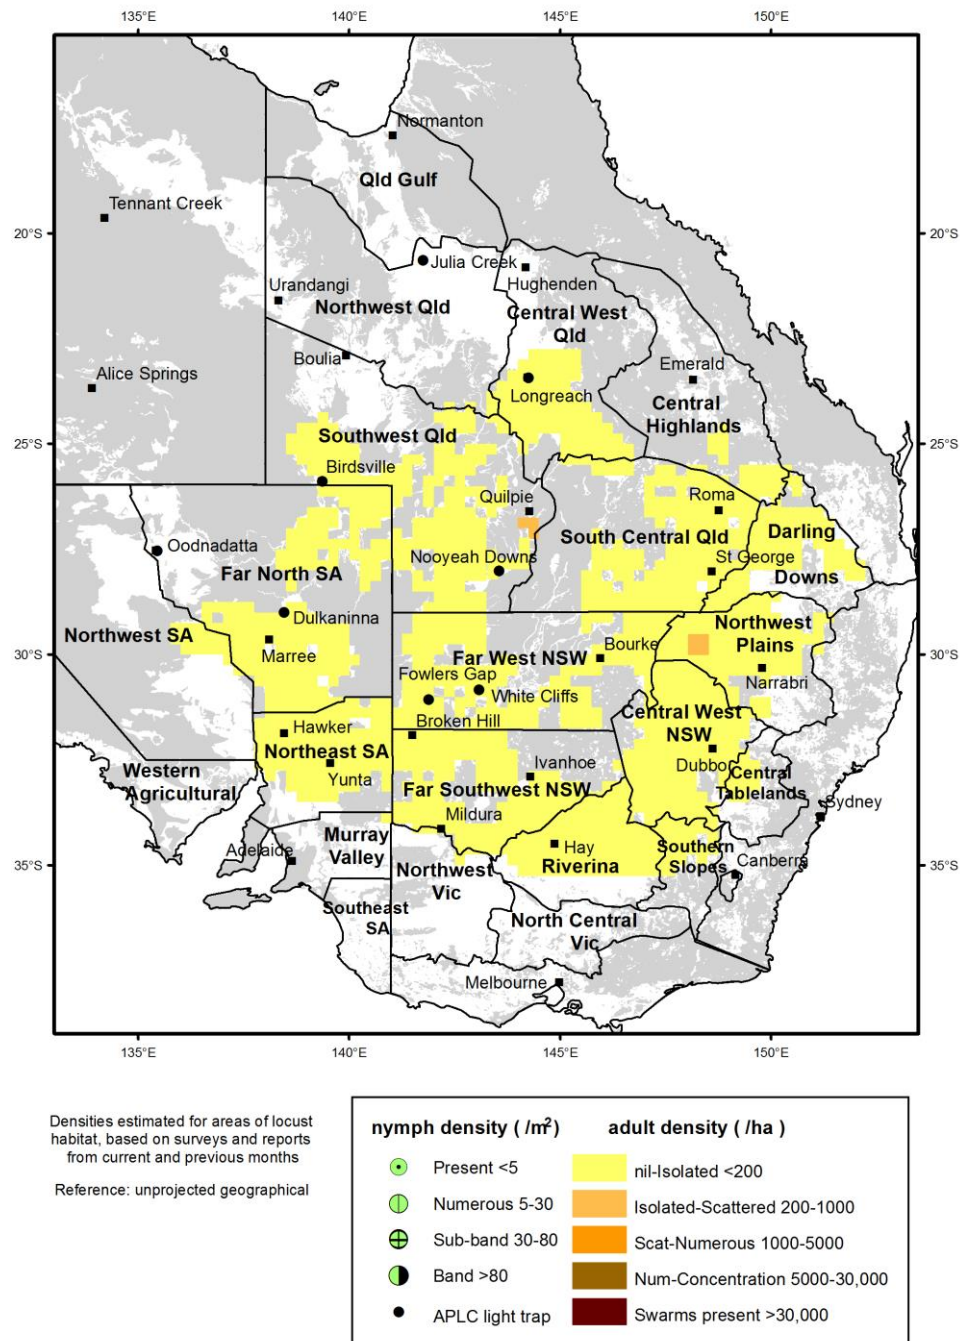 135°E 140°E 145°E 150°E
Normanton
Qld Gulf
Tennant Creek
20°S 20°S
Julia Creek
Urandangi
Hughenden
Northwest Qld
Central West
Qld
Boulia
Emerald
Alice Springs
Longreach
Central
Highlands
Southwest Qld
25°S 25°S
Birdsville
Quilpie
Roma
South Central Qld
Darling
Oodnadatta
Nooyeah Downs
St George
Far North SA
Downs
Dulkaninna
Northwest SA
Northwest
Plains
Bourke
30°S 30°S
Marree
Far West NSW
Narrabri
Fowlers Gap
White Cliffs
Central West
NSW
Broken Hill
Hawker
Northeast SA
Dubbo
Ivanhoe
Western
Agricultural
Yunta
Central
Tablelands
Far Southwest NSW
Sydney
Mildura
Murray
Valley
Adelaide
Hay
Riverina
Southern
Slopes
Canberra
35°S 35°S
Northwest
Vic
Southeast
SA
North Central
Vic
Melbourne
135°E 140°E 145°E 150°E
Densities estimated for areas of locust
habitat, based on surveys and reports
from current and previous months
Reference: unprojected geographical
nymph density ( /m²) adult density ( /ha )
Present <5 nil-Isolated <200
Numerous 5-30 Isolated-Scattered 200-1000
Sub-band 30-80 Scat-Numerous 1000-5000
Band >80 Num-Concentration 5000-30,000
APLC light trap Swarms present >30,000